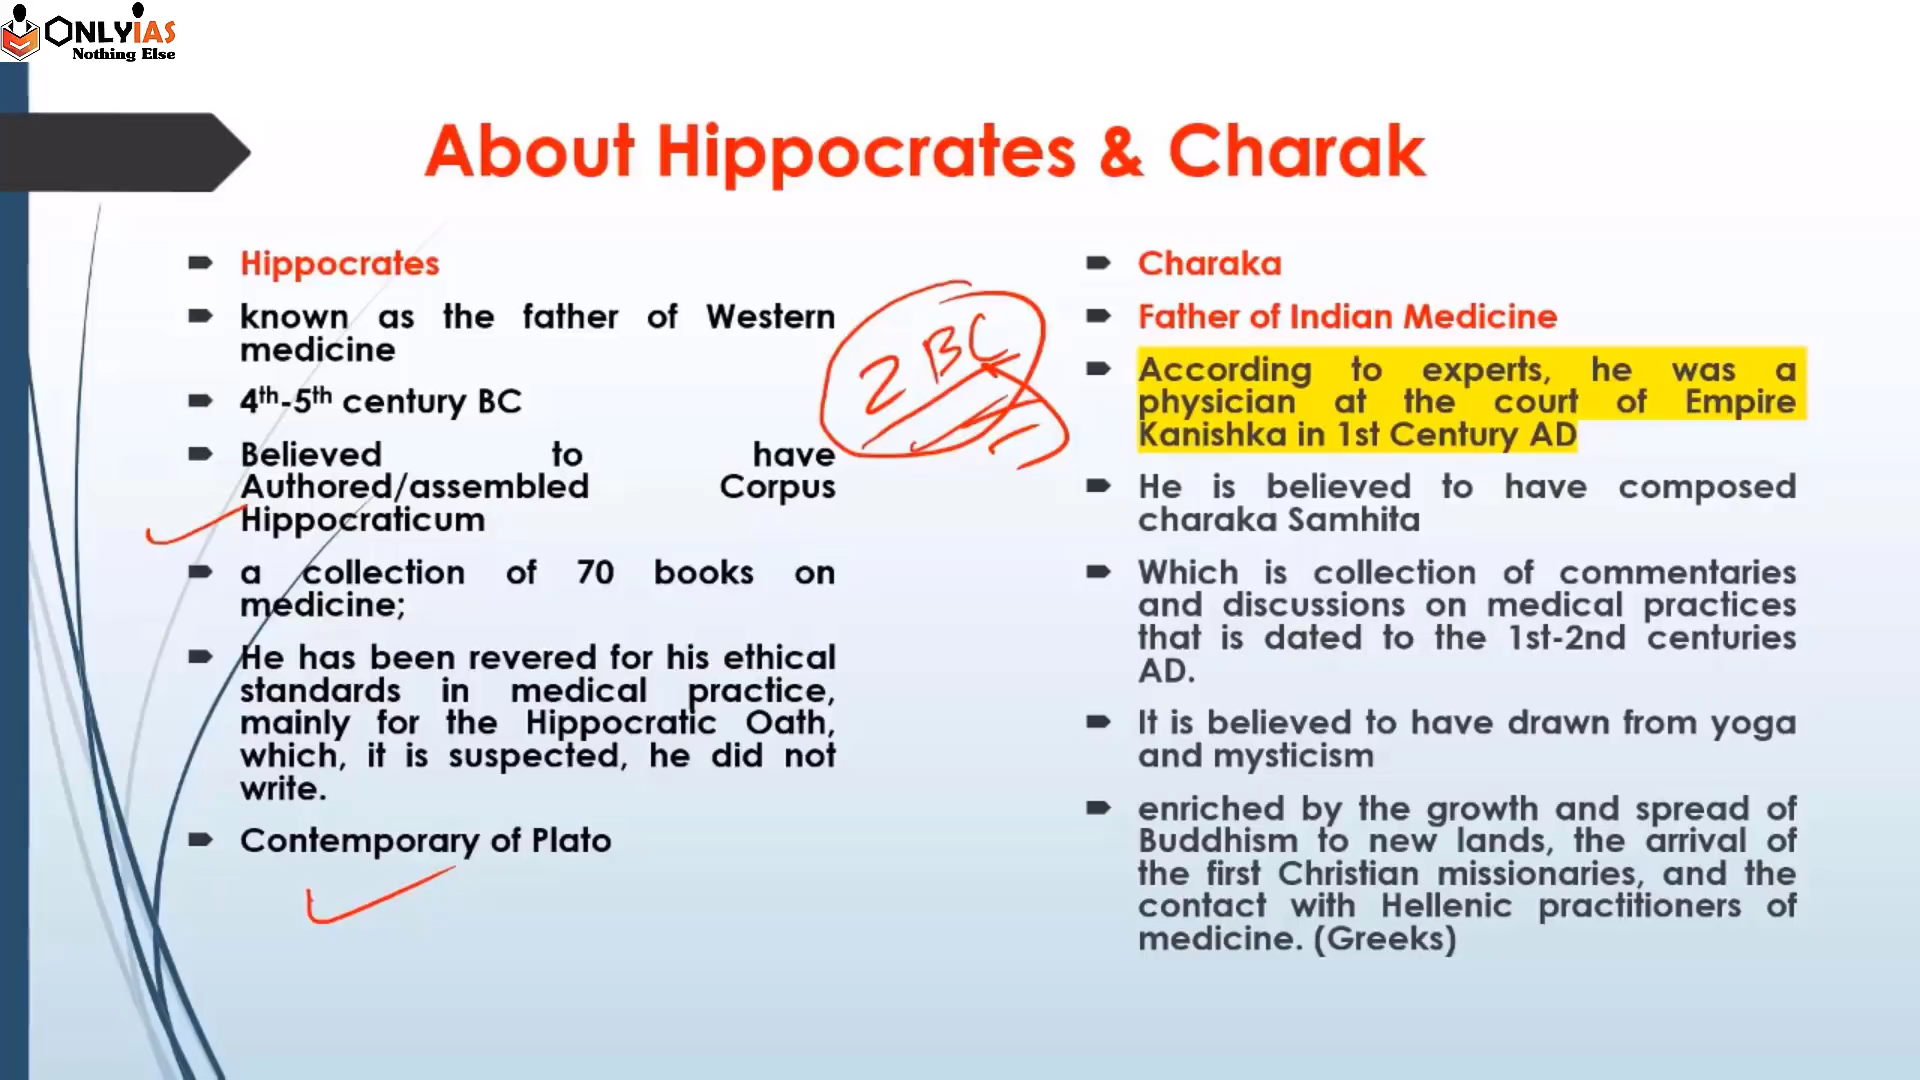 ONLYIAS
Nothing Else
About Hippocrates & Charak
Hippocrates
known as the father of Western
medicine
4th-5th century BC
Believed to have
Authored/assembled Corpus
Hippocraticum
a collection of 70 books on
medicine;
He has been revered for his ethical
standards in medical practice,
mainly for the Hippocratic Oath,
which, it is suspected, he did not
write.
Contemporary of Plato
2 BC
Charaka
Father of Indian Medicine
According to experts, he was a
physician at the court of Empire
Kanishka in 1st Century AD
He is believed to have composed
charaka Samhita
Which is collection of commentaries
and discussions on medical practices
that is dated to the 1st-2nd centuries
AD.
It is believed to have drawn from yoga
and mysticism
enriched by the growth and spread of
Buddhism to new lands, the arrival of
the first Christian missionaries, and the
contact with Hellenic practitioners of
medicine. (Greeks)